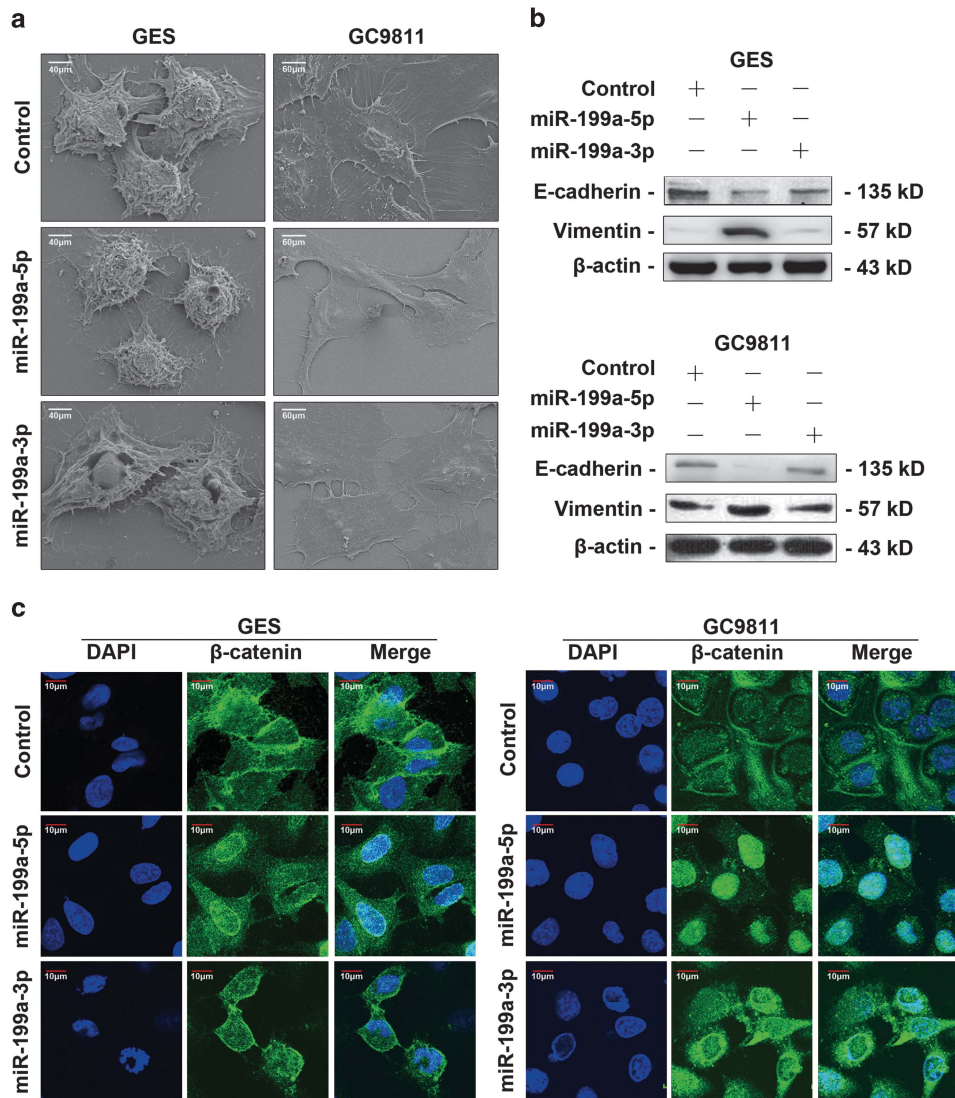 a
GES GC9811
Control
40μm 60μm
miR-199a-5p
40μm 60μm
miR-199a-3p
40μm 60μm
b
GES
Control + − −
miR-199a-5p − + −
miR-199a-3p − − +
E-cadherin - - 135 kD
Vimentin - - 57 kD
β-actin - - 43 kD
GC9811
Control + − −
miR-199a-5p − + −
miR-199a-3p − − +
E-cadherin - - 135 kD
Vimentin - - 57 kD
β-actin - - 43 kD
c
GES
DAPI β-catenin Merge
Control
10μm 10μm 10μm
miR-199a-5p
10μm 10μm 10μm
miR-199a-3p
10μm 10μm 10μm
GC9811
DAPI β-catenin Merge
Control
10μm 10μm 10μm
miR-199a-5p
10μm 10μm 10μm
miR-199a-3p
10μm 10μm 10μm